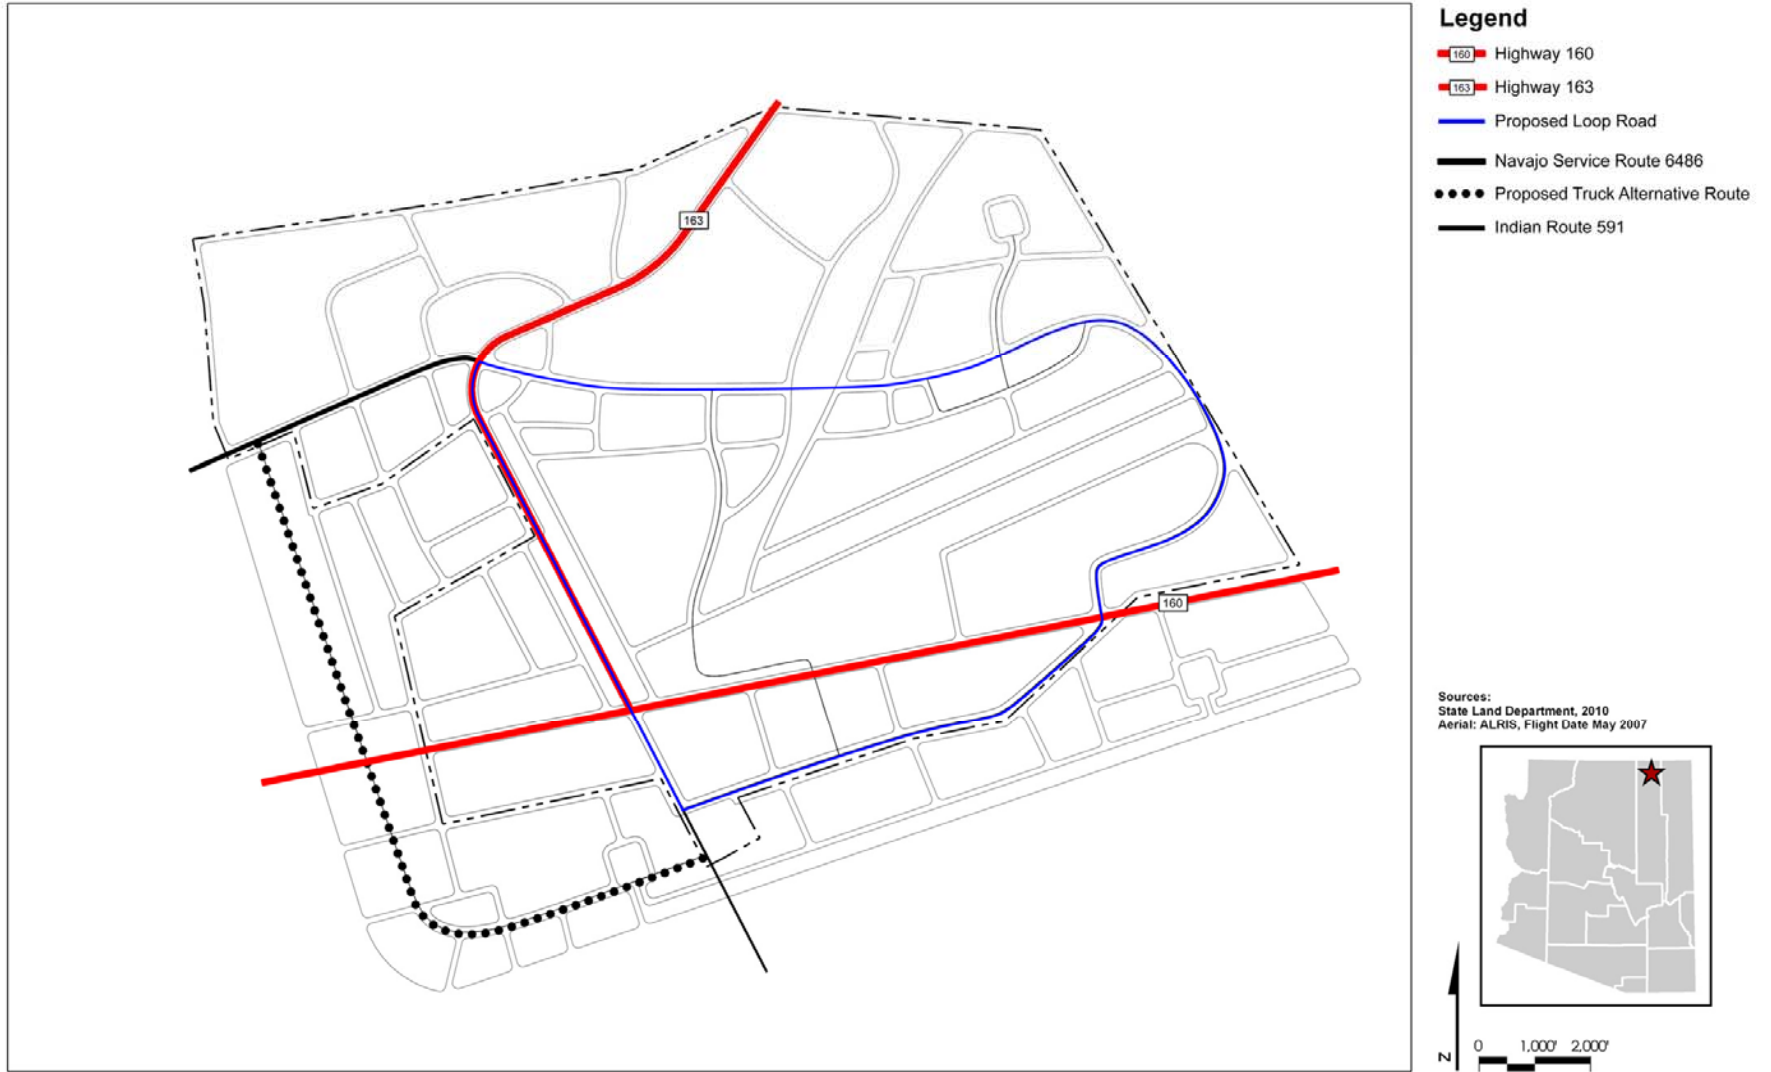 Legend
160 Highway 160
163 Highway 163
Proposed Loop Road
Navajo Service Route 6486
Proposed Truck Alternative Route
Indian Route 591
163
160
Sources:
State Land Department, 2010
Aerial: ALRIS, Flight Date May 2007
N
0 1,000' 2,000'